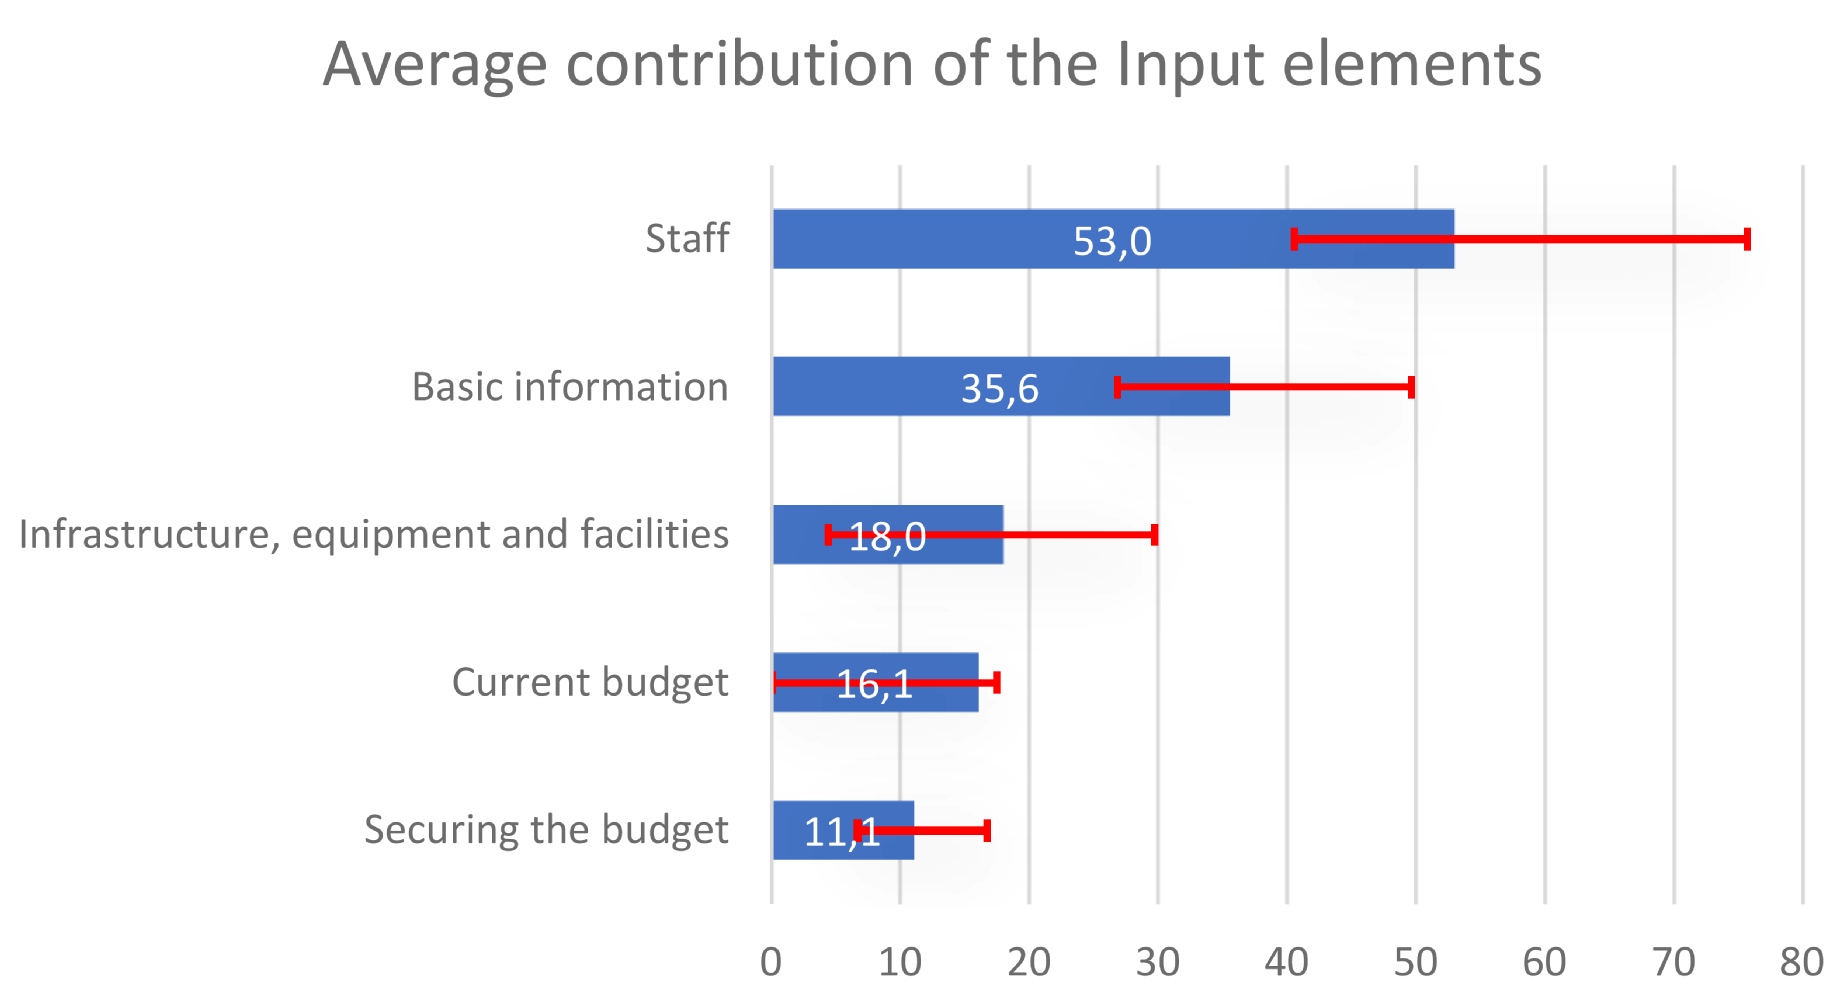 Average contribution of the Input elements
Staff
53,0
Basic information
35,6
Infrastructure, equipment and facilities
18,0
Current budget
16,1
Securing the budget
11,1
0 10 20 30 40 50 60 70 80